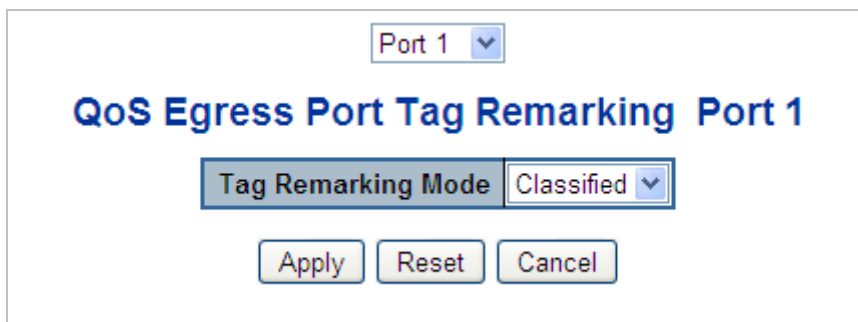 Port 1
QoS Egress Port Tag Remarking Port 1
Tag Remarking Mode Classified
Apply Reset Cancel